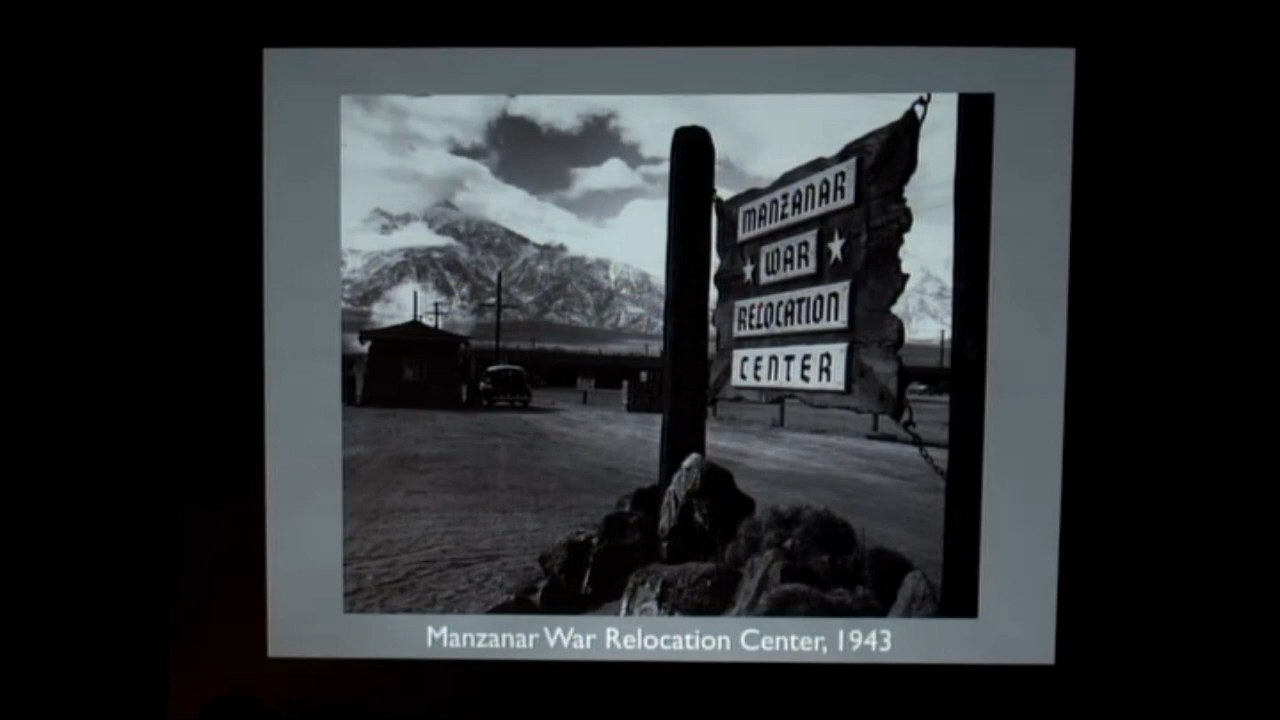 MANZANAR
WAR
RELOCATION
CENTER
Manzanar War Relocation Center, 1943